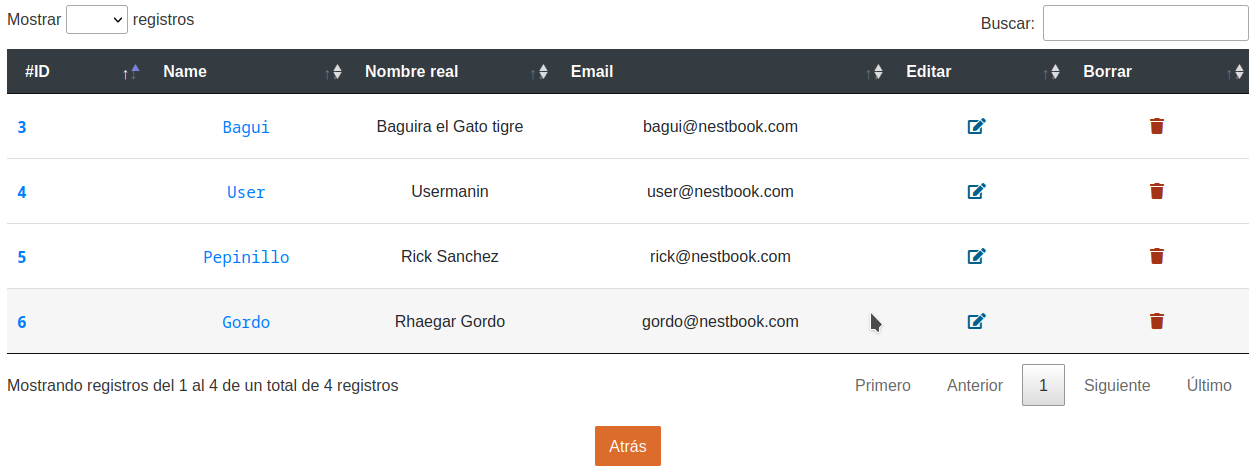 Mostrar registros
Buscar:
#ID Name Nombre real Email Editar Borrar
3 Bagui Baguira el Gato tigre bagui@nestbook.com
4 User Usermanin user@nestbook.com
5 Pepinillo Rick Sanchez rick@nestbook.com
6 Gordo Rhaegar Gordo gordo@nestbook.com
Mostrando registros del 1 al 4 de un total de 4 registros
Primero Anterior 1 Siguiente Último
Atrás